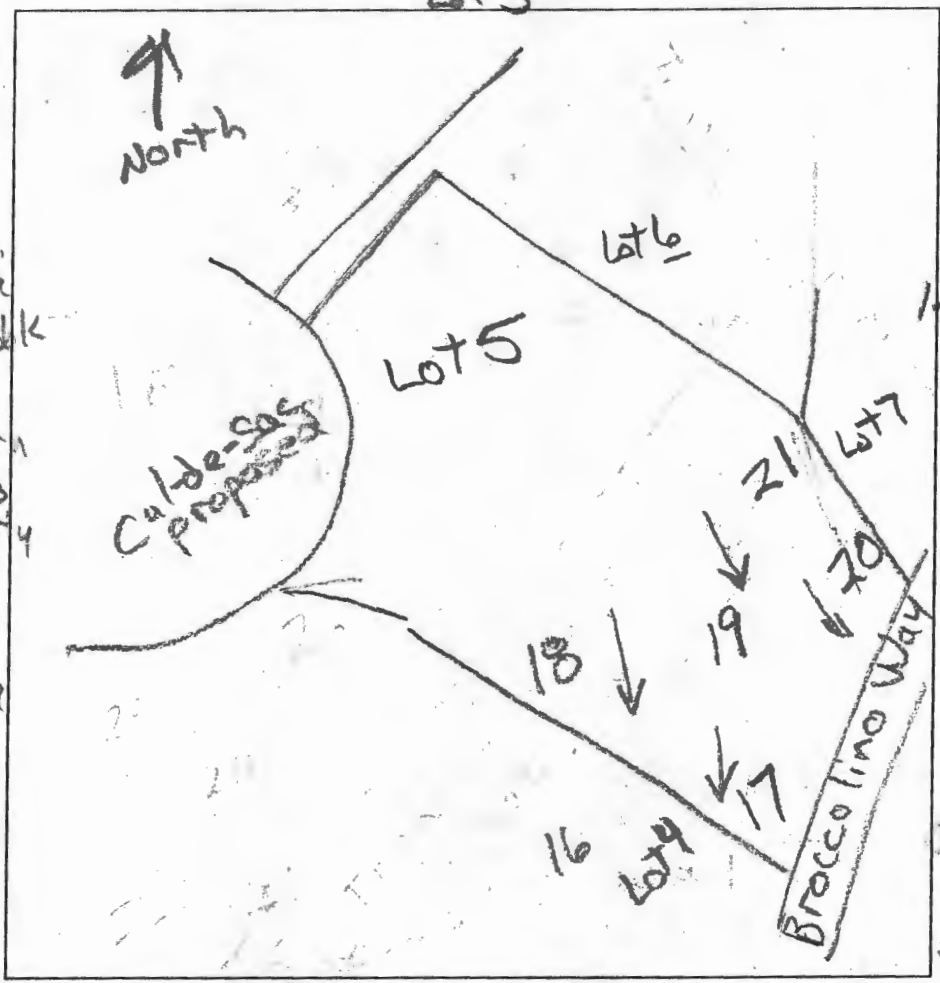 North
Lot 6
Lot 5
Lot 7
Cul-de-sac
proposed
21
20
19
18
17
16
Lot 4
Broccolino Way